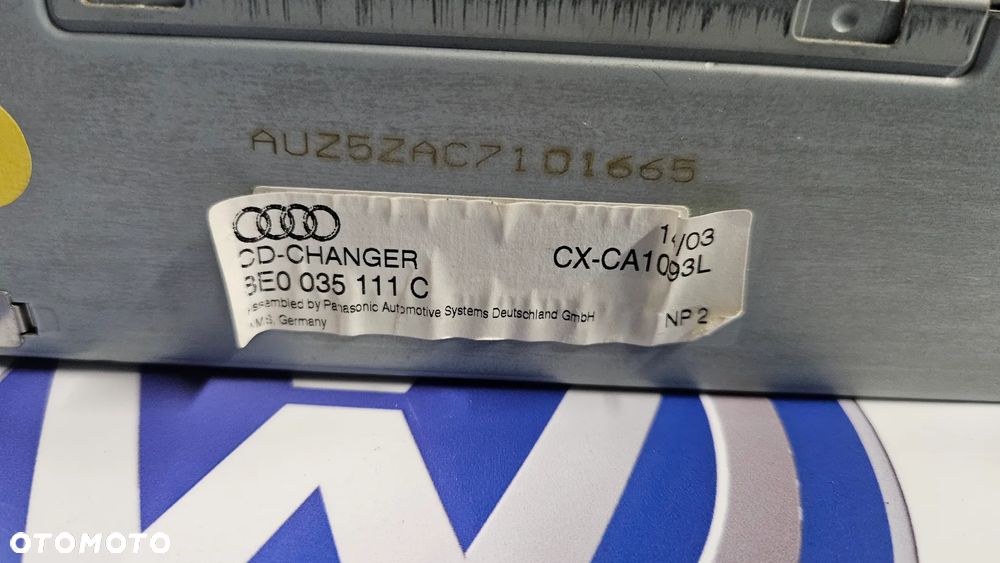 AUZ5ZAC7101665
CD-CHANGER
8E0 035 111 C
Assembled by Panasonic Automotive Systems Deutschland GmbH
Germany
/03
CX-CA1093L
NP 2
OTOMOTO